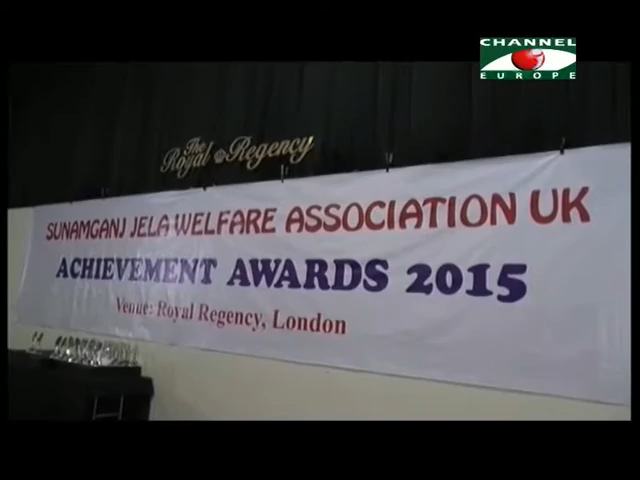 CHANNEL
EUROPE
The
Royal Regency
SUNAMGANJ JELA WELFARE ASSOCIATION UK
ACHIEVEMENT AWARDS 2015
Venue: Royal Regency, London